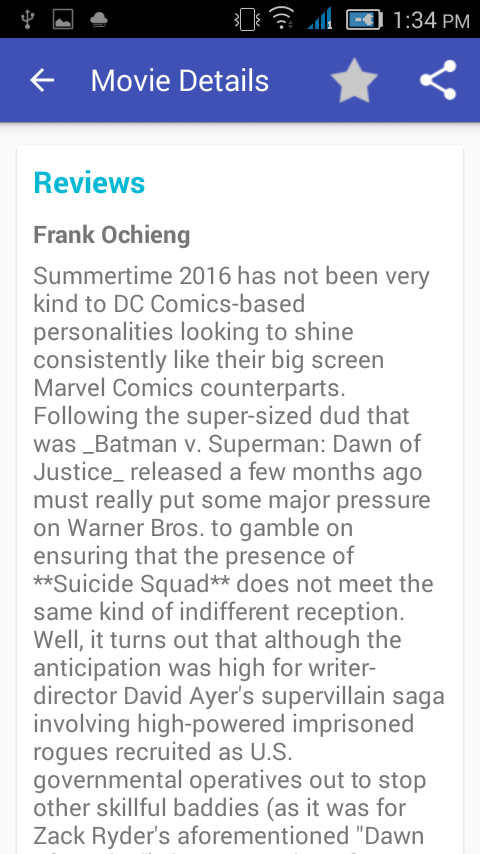 1:34 PM
Movie Details
Reviews
Frank Ochieng
Summertime 2016 has not been very
kind to DC Comics-based
personalities looking to shine
consistently like their big screen
Marvel Comics counterparts.
Following the super-sized dud that
was _Batman v. Superman: Dawn of
Justice_ released a few months ago
must really put some major pressure
on Warner Bros. to gamble on
ensuring that the presence of
**Suicide Squad** does not meet the
same kind of indifferent reception.
Well, it turns out that although the
anticipation was high for writer-
director David Ayer's supervillain saga
involving high-powered imprisoned
rogues recruited as U.S.
governmental operatives out to stop
other skillful baddies (as it was for
Zack Ryder's aforementioned "Dawn